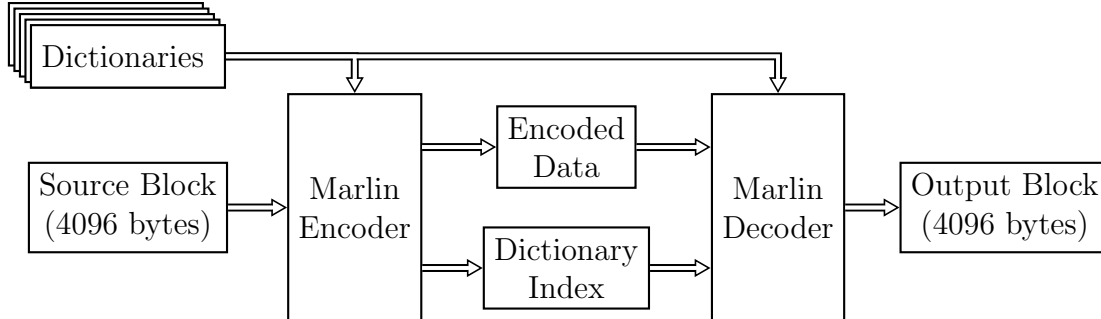 Dictionaries
Source Block
(4096 bytes)
Marlin
Encoder
Encoded
Data
Dictionary
Index
Marlin
Decoder
Output Block
(4096 bytes)